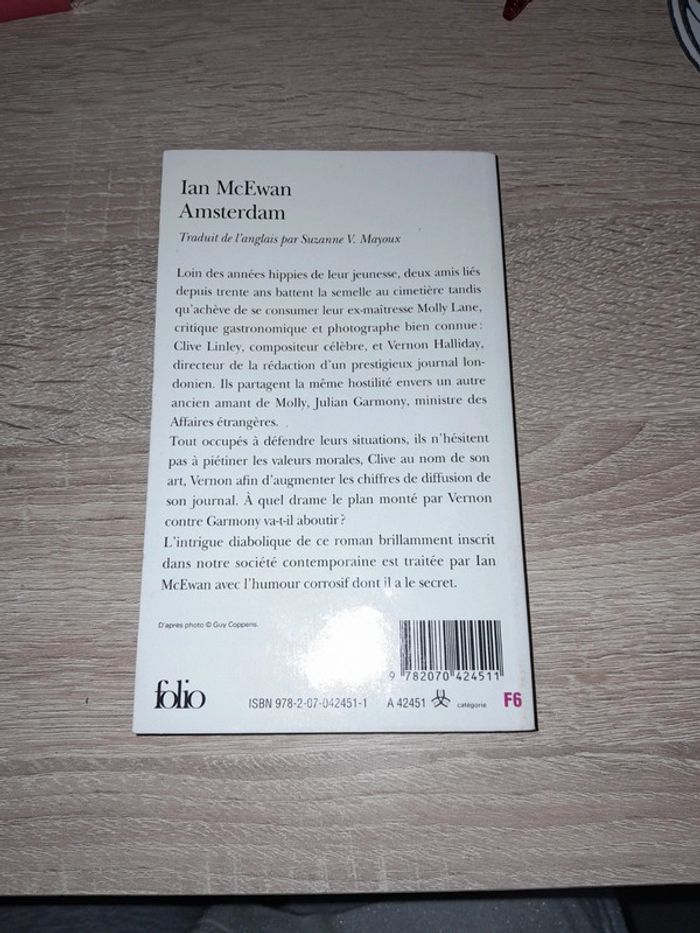 Ian McEwan
Amsterdam
Traduit de l'anglais par Suzanne V. Mayoux
Loin des années hippies de leur jeunesse, deux amis liés
depuis trente ans battent la semelle au cimetière tandis
qu'achève de se consumer leur ex-maîtresse Molly Lane,
critique gastronomique et photographe bien connue :
Clive Linley, compositeur célèbre, et Vernon Halliday,
directeur de la rédaction d'un prestigieux journal lon-
donien. Ils partagent la même hostilité envers un autre
ancien amant de Molly, Julian Garmony, ministre des
Affaires étrangères.
Tout occupés à défendre leurs situations, ils n'hésitent
pas à piétiner les valeurs morales, Clive au nom de son
art, Vernon afin d'augmenter les chiffres de diffusion de
son journal. À quel drame le plan monté par Vernon
contre Garmony va-t-il aboutir ?
L'intrigue diabolique de ce roman brillamment inscrit
dans notre société contemporaine est traitée par Ian
McEwan avec l'humour corrosif dont il a le secret.
D'après photo © Guy Coppens.
9 782070 424511
folio ISBN 978-2-07-042451-1 A 42451 catégorie F6